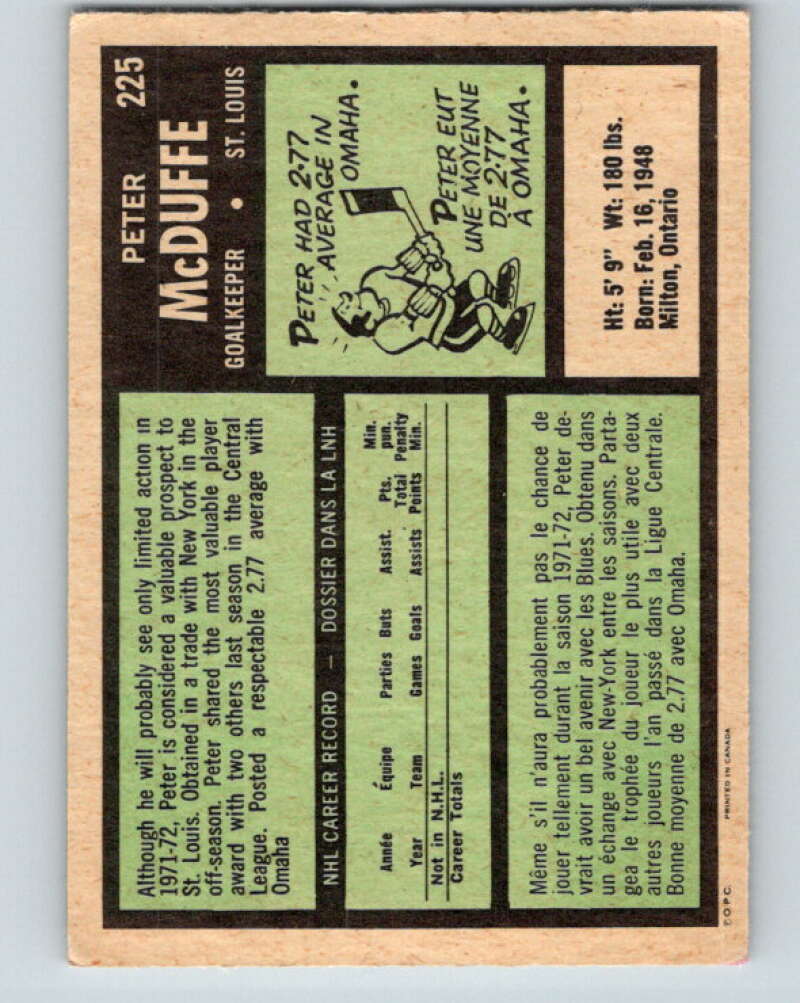 PETER 225
McDUFFE
GOALKEEPER • ST. LOUIS
Although he will probably see only limited action in
1971-72, Peter is considered a valuable prospect to
St. Louis. Obtained in a trade with New York in the
off-season. Peter shared the most valuable player
award with two others last season in the Central
League. Posted a respectable 2.77 average with
Omaha
PETER HAD 2.77
AVERAGE IN
OMAHA.
PETER EUT
UNE MOYENNE
DE 2.77
À OMAHA.
NHL CAREER RECORD — DOSSIER DANS LA LNH
Année Équipe Parties Buts Assist. Pts. Total Min. pun.
Year Team Games Goals Assists Points Penalty Min.
Not in N.H.L.
Career Totals
Ht: 5' 9" Wt: 180 lbs.
Born: Feb. 16, 1948
Milton, Ontario
Même s'il n'aura probablement pas le chance de
jouer tellement durant la saison 1971-72, Peter de-
vrait avoir un bel avenir avec les Blues. Obtenu dans
un échange avec New-York entre les saisons. Parta-
gea le trophée du joueur le plus utile avec deux
autres joueurs l'an passé dans la Ligue Centrale.
Bonne moyenne de 2.77 avec Omaha.
© O.P.C. PRINTED IN CANADA